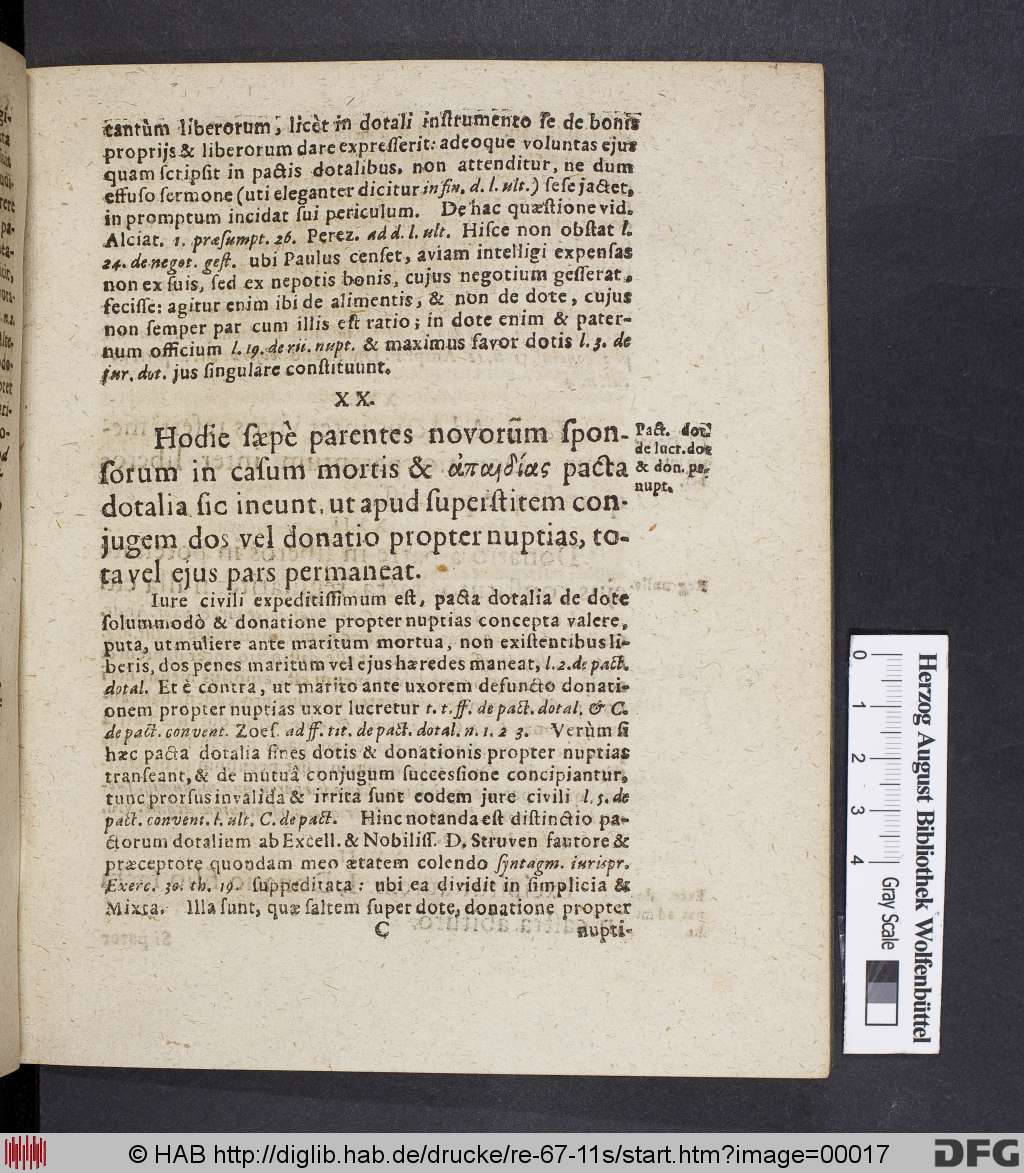 tantùm liberorum, licèt in dotali instrumento se de bonis
proprijs & liberorum dare expresserit: adeoque voluntas ejus
quam scripsit in pactis dotalibus, non attenditur, ne dum
effuso sermone (uti eleganter dicitur in fin. d. l. ult.) sese jactet,
in promptum incidat sui periculum. De hac quæstione vid.
Alciat. 1. præsumpt. 26. Perez. ad d. l. ult. Hisce non obstat l.
24. de negot. gest. ubi Paulus censet, aviam intelligi expensas
non ex suis, sed ex nepotis bonis, cujus negotium gesserat,
fecisse: agitur enim ibi de alimentis, & non de dote, cujus
non semper par cum illis est ratio; in dote enim & pater-
num officium l. 19. de rit. nupt. & maximus favor dotis l. 3. de
jur. dot. jus singulare constituunt.
XX.
Hodie sæpè parentes novorũm spon-
sorum in casum mortis & ἀπαιδίας pacta
dotalia sic ineunt, ut apud superstitem con-
jugem dos vel donatio propter nuptias, to-
ta vel ejus pars permaneat.
Pact. dot.
de lucr. dot
& don. pr.
nupt.
Iure civili expeditissimum est, pacta dotalia de dote
solummodò & donatione propter nuptias concepta valere,
puta, ut muliere ante maritum mortua, non existentibus li-
beris, dos penes maritum vel ejus hæredes maneat, l. 2. de pact.
dotal. Et è contra, ut marito ante uxorem defuncto donati-
onem propter nuptias uxor lucretur t. t. ff. de pact. dotal. & C.
de pact. convent. Zoes. ad ff. tit. de pact. dotal. n. 1. 2 3. Verùm si
hæc pacta dotalia fines dotis & donationis propter nuptias
transeant, & de mutuâ conjugum successione concipiantur,
tunc prorsus invalida & irrita sunt eodem jure civili l. 5. de
pact. convent. l. ult. C. de pact. Hinc notanda est distinctio pa-
ctorum dotalium ab Excell. & Nobiliss. D. Struven fautore &
præceptore quondam meo ætatem colendo syntagm. iurispr.
Exerc. 30. th. 19. suppeditata: ubi ea dividit in simplicia &
Mixta. Illa sunt, quæ saltem super dote, donatione propter
C
nupti-
0 1 2 3 4
Gray Scale
Herzog August Bibliothek Wolfenbüttel
© HAB http://diglib.hab.de/drucke/re-67-11s/start.htm?image=00017
DFG